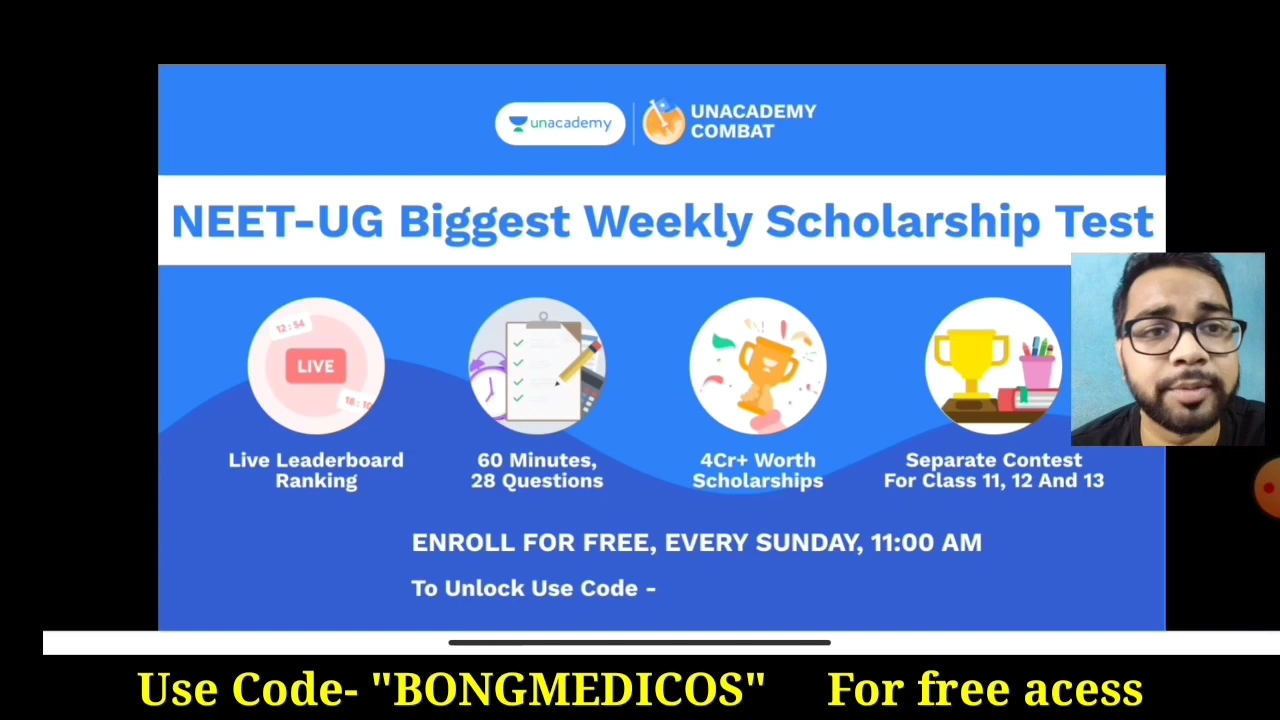 unacademy
UNACADEMY
COMBAT
NEET-UG Biggest Weekly Scholarship Test
12 : 54
LIVE
Live Leaderboard
Ranking
60 Minutes,
28 Questions
4Cr+ Worth
Scholarships
Separate Contest
For Class 11, 12 And 13
ENROLL FOR FREE, EVERY SUNDAY, 11:00 AM
To Unlock Use Code -
Use Code- "BONGMEDICOS" For free acess